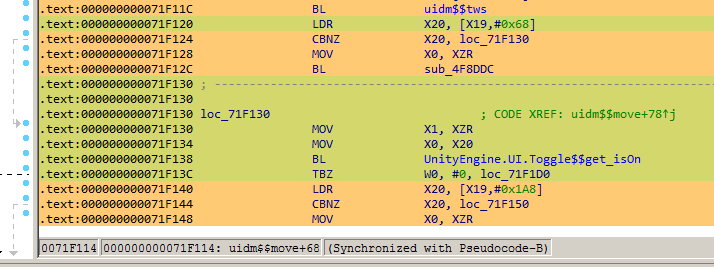 .text:000000000071F11C BL uidm$$tws
.text:000000000071F120 LDR X20, [X19,#0x68]
.text:000000000071F124 CBNZ X20, loc_71F130
.text:000000000071F128 MOV X0, XZR
.text:000000000071F12C BL sub_4F8DDC
.text:000000000071F130 ; ---------------------------------------------------------------------------
.text:000000000071F130
.text:000000000071F130 loc_71F130 ; CODE XREF: uidm$$move+78↑j
.text:000000000071F130 MOV X1, XZR
.text:000000000071F134 MOV X0, X20
.text:000000000071F138 BL UnityEngine.UI.Toggle$$get_isOn
.text:000000000071F13C TBZ W0, #0, loc_71F1D0
.text:000000000071F140 LDR X20, [X19,#0x1A8]
.text:000000000071F144 CBNZ X20, loc_71F150
.text:000000000071F148 MOV X0, XZR
0071F114 000000000071F114: uidm$$move+68 (Synchronized with Pseudocode-B)